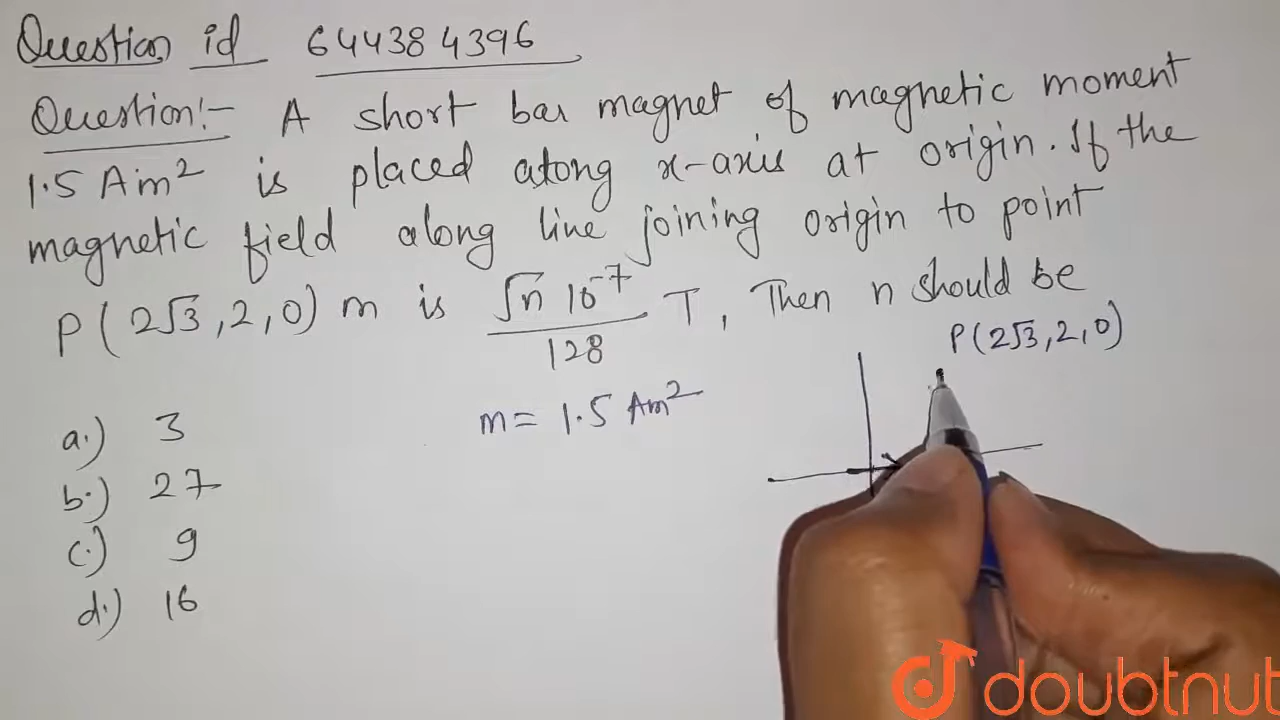 Question id 644384396
Question:- A short bar magnet of magnetic moment
1.5 Am² is placed along x-axis at origin. If the
magnetic field along line joining origin to point
P(2√3,2,0) m is √n 10⁻⁷/128 T, Then n should be
P(2√3,2,0)
m = 1.5 Am²
a.) 3
b.) 27
c.) 9
d.) 16
doubtnut